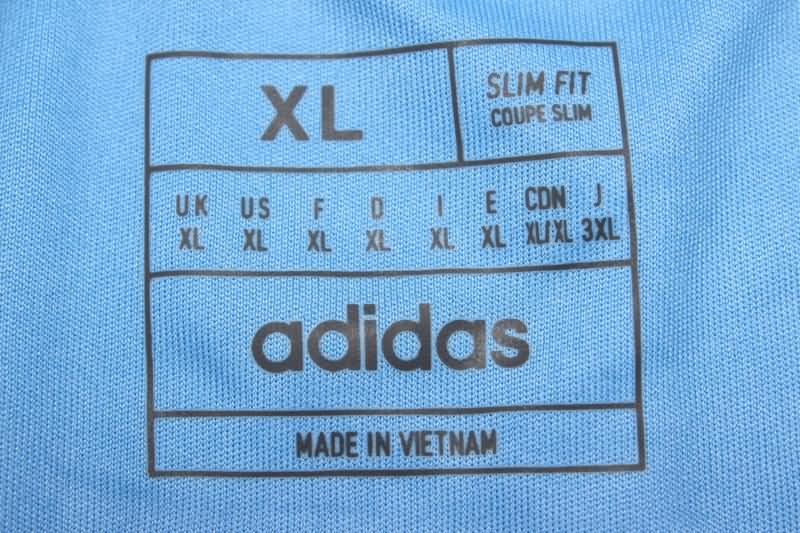 XL
SLIM FIT
COUPE SLIM
UK US F D I E CDN J
XL XL XL XL XL XL XL/XL 3XL
adidas
MADE IN VIETNAM